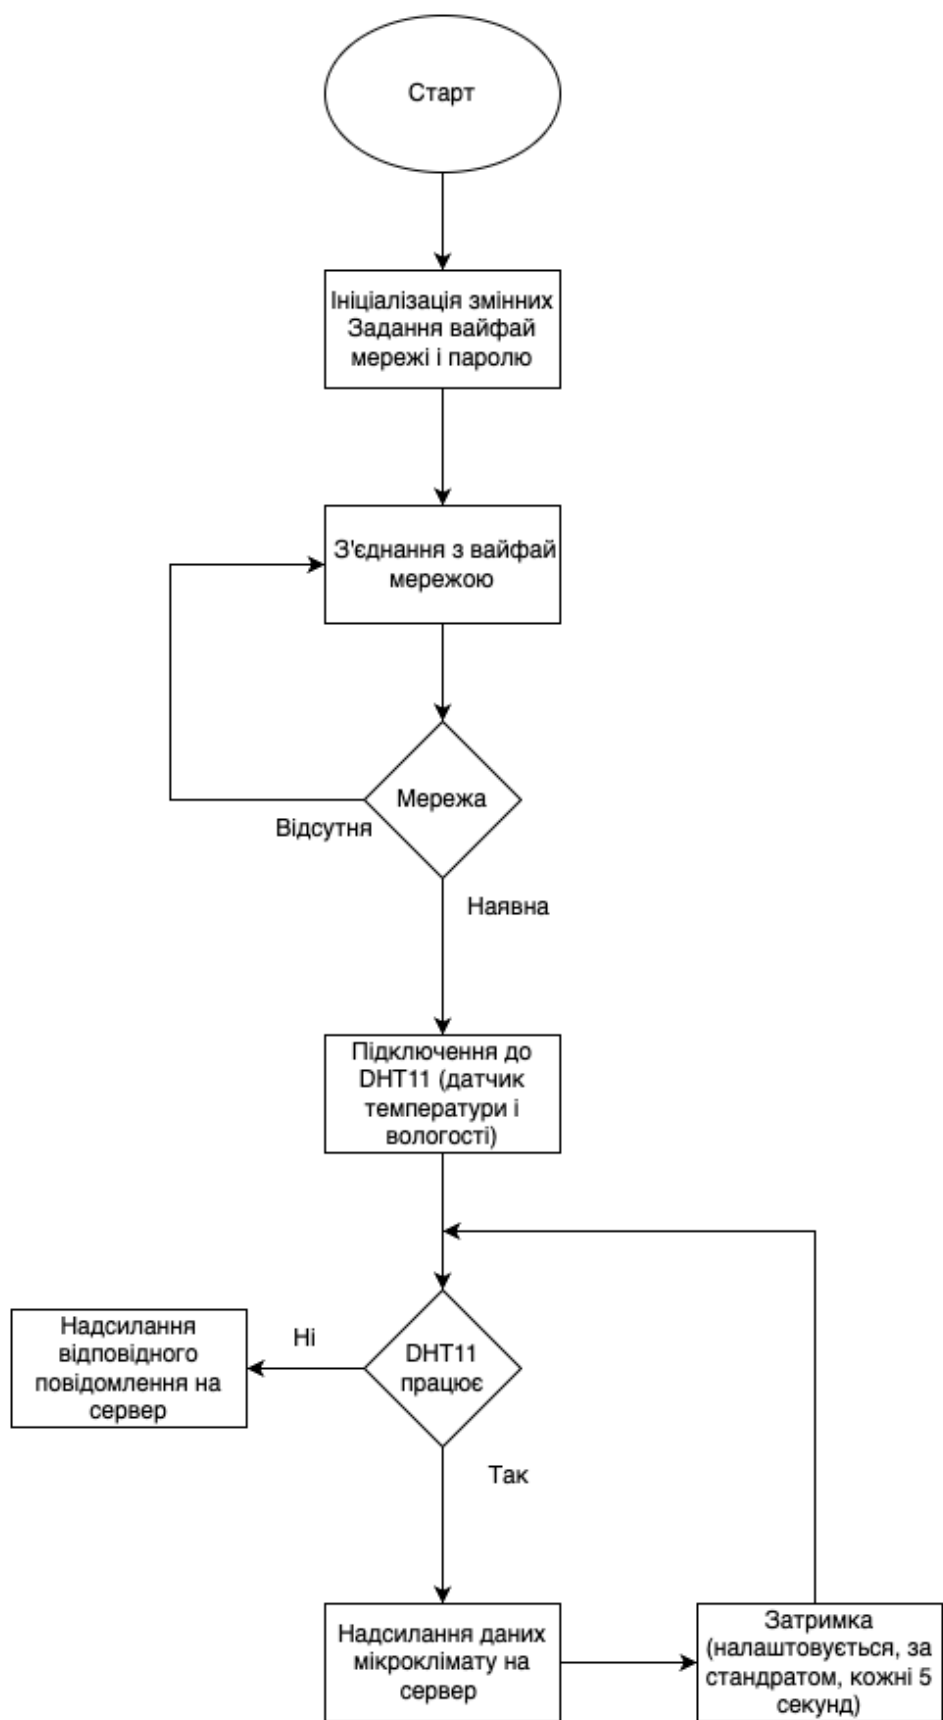 Старт
Ініціалізація змінних
Задання вайфай
мережі і паролю
З'єднання з вайфай
мережою
Мережа
Відсутня
Наявна
Підключення до
DHT11 (датчик
температури і
вологості)
Надсилання
відповідного
повідомлення на
сервер
Ні
DHT11
працює
Так
Надсилання даних
мікроклімату на
сервер
Затримка
(налаштовується, за
стандратом, кожні 5
секунд)